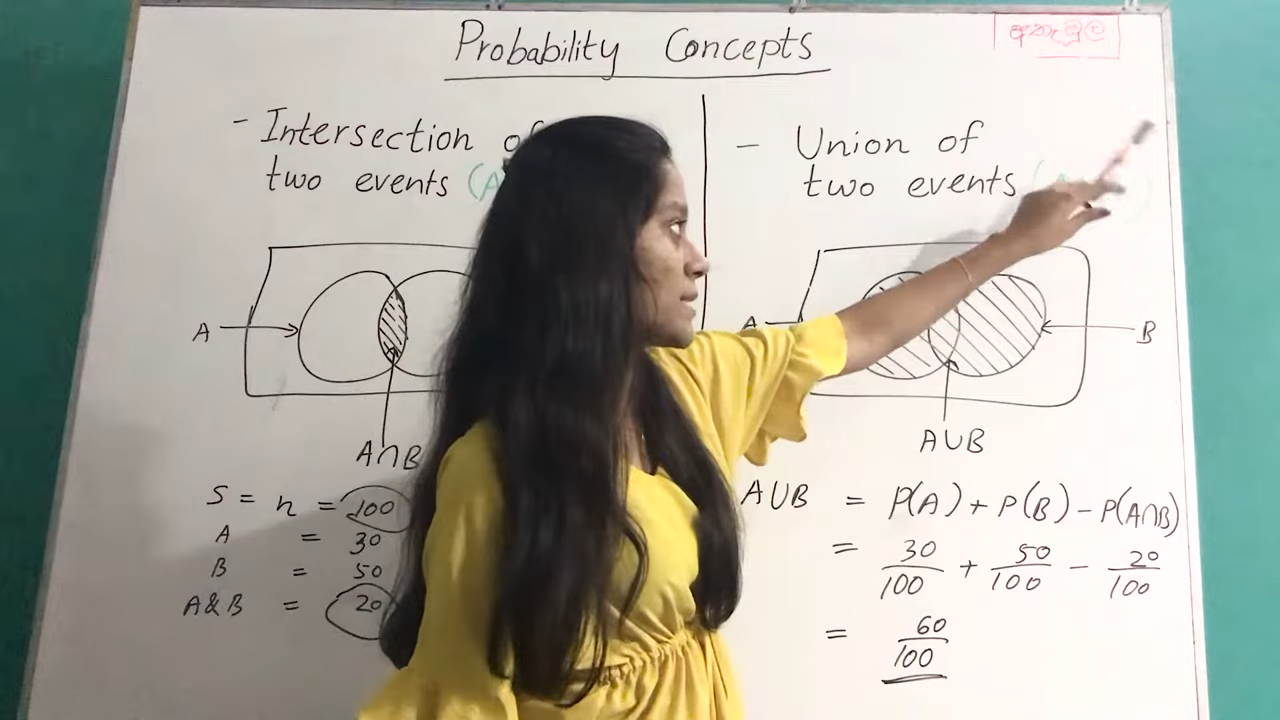 Probability Concepts
- Intersection of
two events (A
A
A∩B
S = n = 100
A = 30
B = 50
A&B = 20
- Union of
two events
A
B
A∪B
A∪B = P(A) + P(B) - P(A∩B)
= 30/100 + 50/100 - 20/100
= 60/100